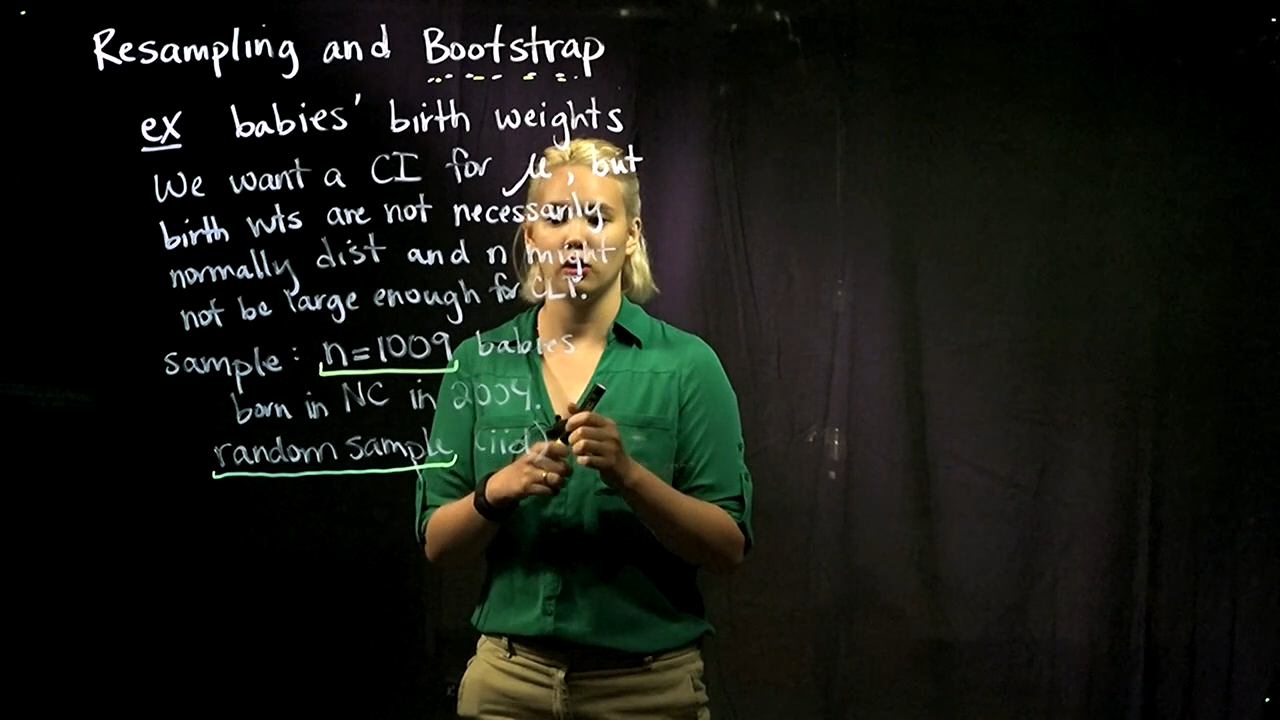 Resampling and Bootstrap
ex babies' birth weights
We want a CI for μ, but
birth wts are not necessarily
normally dist and n might
not be large enough for CLT.
sample: n=1009 babies
born in NC in 2004.
random sample (iid)